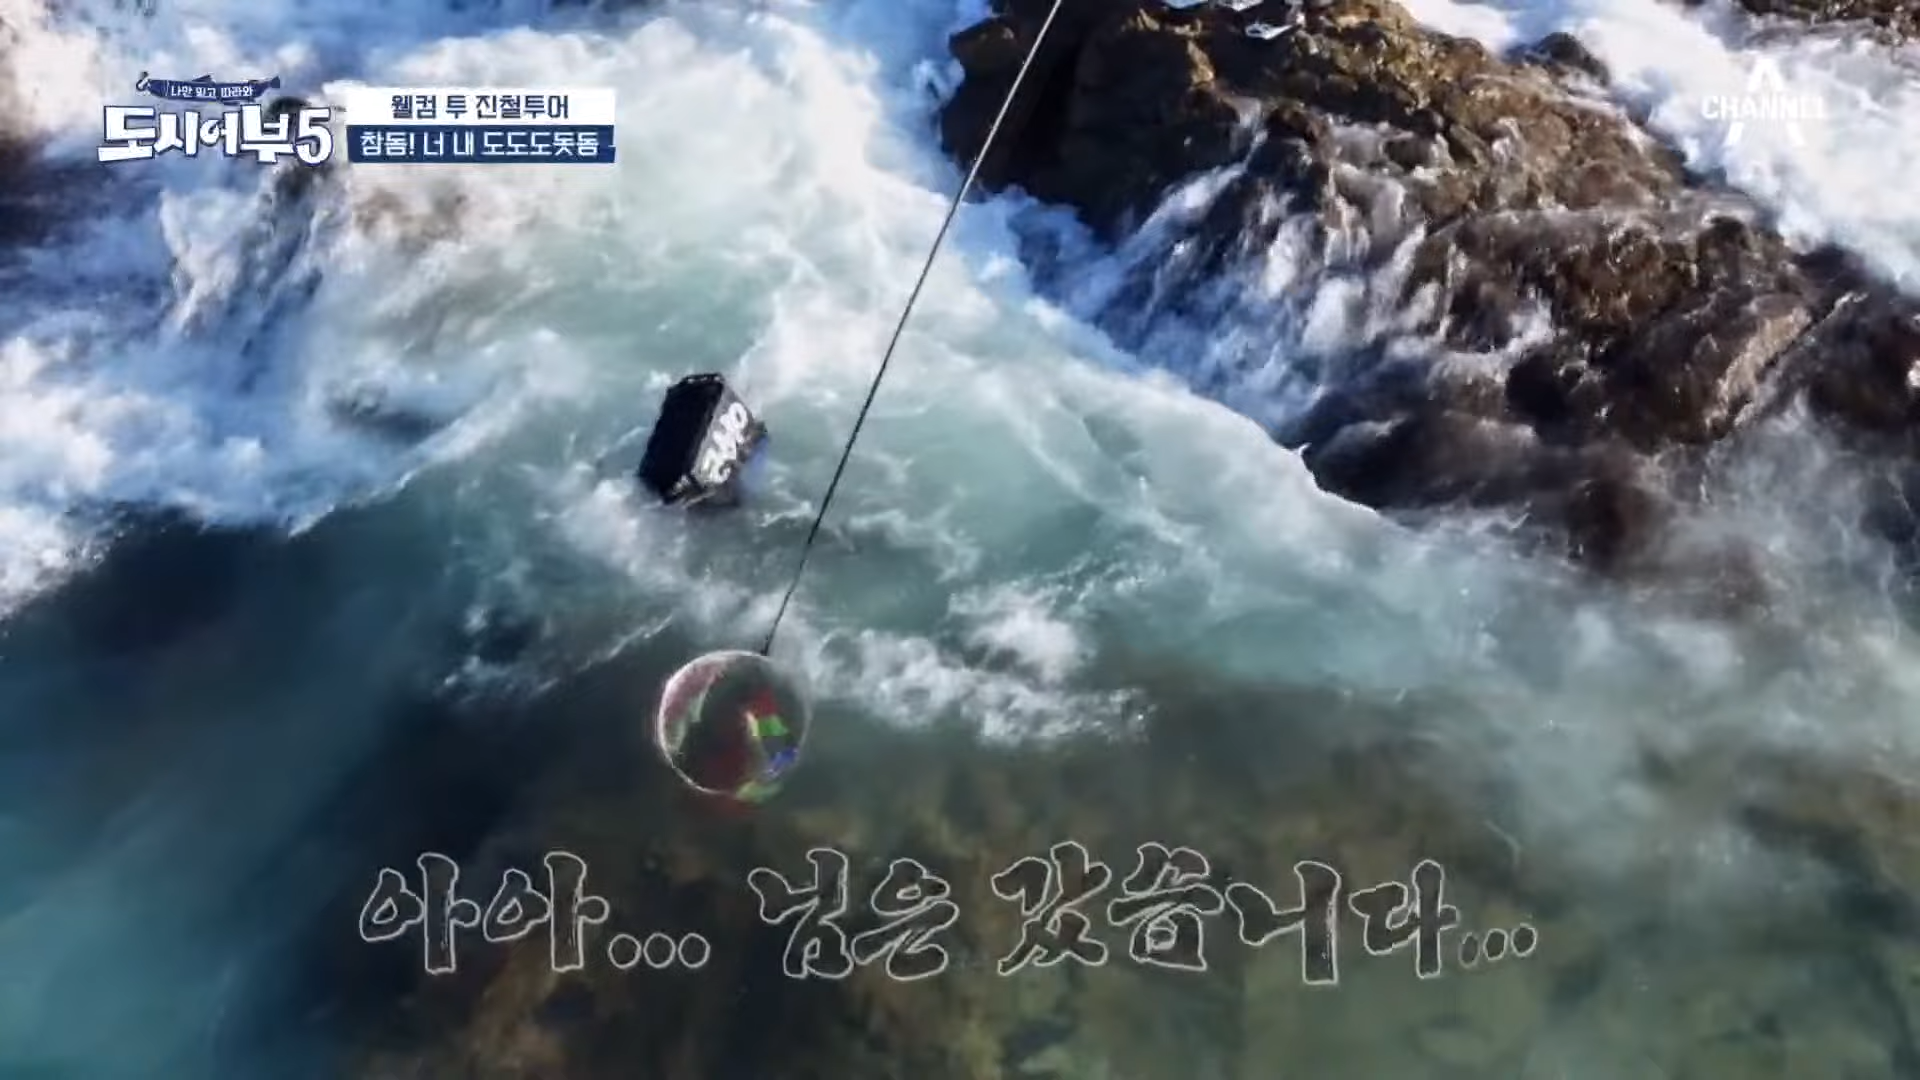 나만 믿고 따라와
도시어부5
웰컴 투 진철투어
참돔! 너 내 도도도돗돔
CHANNEL A
아아... 님은 갔습니다...